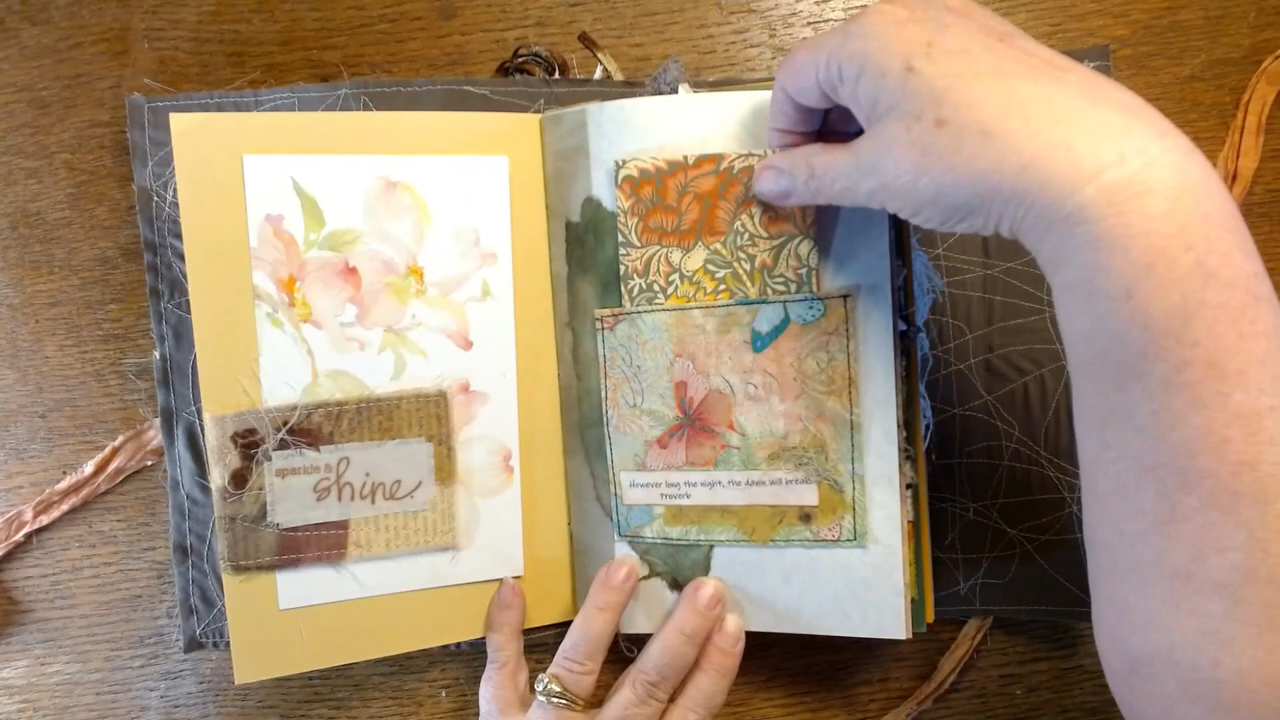 sparkle &
shine.
However long the night, the dawn will break
Proverb